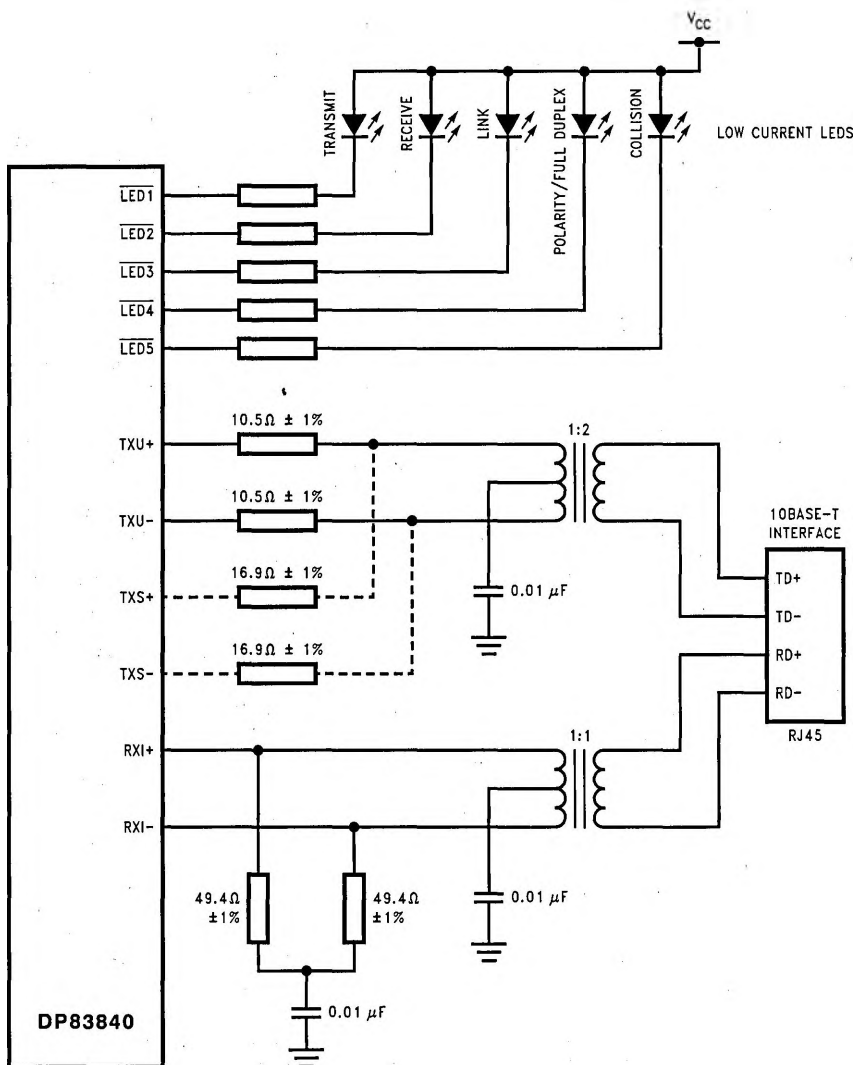 VCC
TRANSMIT
RECEIVE
LINK
POLARITY/FULL DUPLEX
COLLISION
LOW CURRENT LEDS
LED1
LED2
LED3
LED4
LED5
10.5Ω ± 1%
TXU+
1:2
10.5Ω ± 1%
TXU-
10BASE-T
INTERFACE
16.9Ω ± 1%
TXS+
0.01 µF
TD+
TD-
16.9Ω ± 1%
TXS-
RD+
RD-
RJ45
RXI+
1:1
RXI-
49.4Ω
±1%
49.4Ω
±1%
0.01 µF
DP83840
0.01 µF